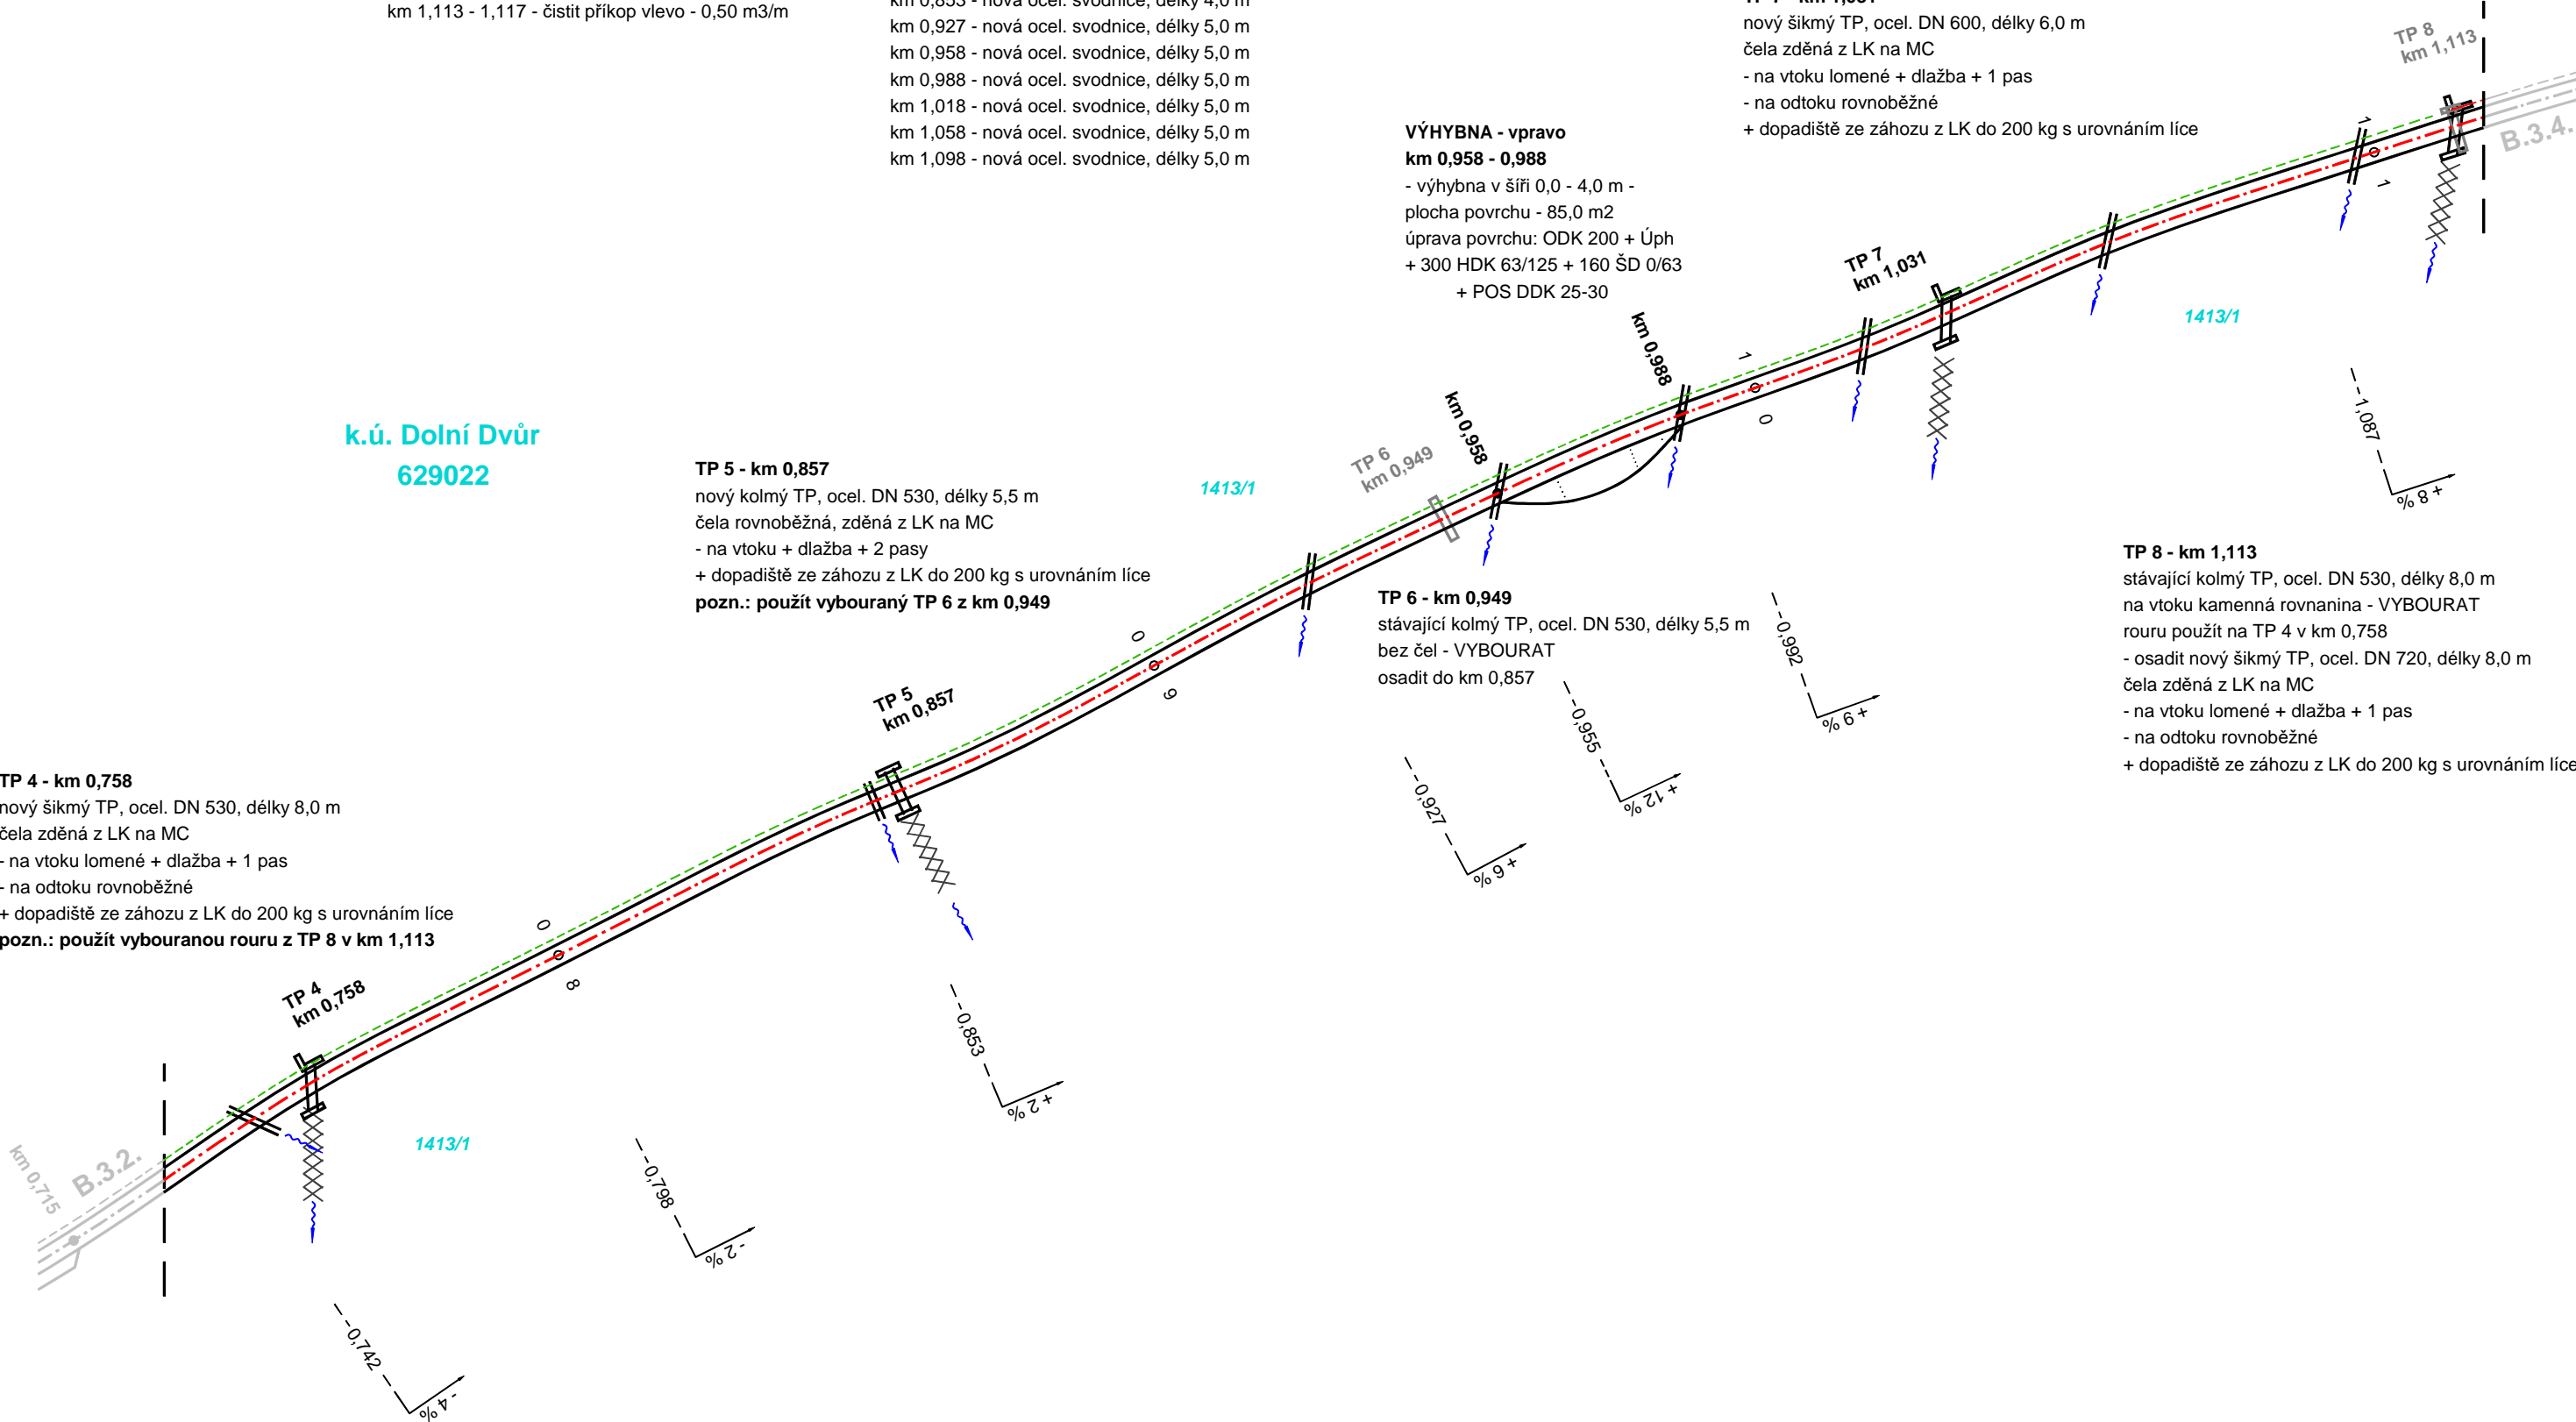 km 1,113 - 1,117 - čistit příkop vlevo - 0,50 m3/m
km 0,853 - nová ocel. svodnice, délky 4,0 m
km 0,927 - nová ocel. svodnice, délky 5,0 m
km 0,958 - nová ocel. svodnice, délky 5,0 m
km 0,988 - nová ocel. svodnice, délky 5,0 m
km 1,018 - nová ocel. svodnice, délky 5,0 m
km 1,058 - nová ocel. svodnice, délky 5,0 m
km 1,098 - nová ocel. svodnice, délky 5,0 m
nový šikmý TP, ocel. DN 600, délky 6,0 m
čela zděná z LK na MC
- na vtoku lomené + dlažba + 1 pas
- na odtoku rovnoběžné
+ dopadiště ze záhozu z LK do 200 kg s urovnáním líce
TP 8
km 1,113
B.3.4.
VÝHYBNA - vpravo
km 0,958 - 0,988
- výhybna v šíři 0,0 - 4,0 m -
plocha povrchu - 85,0 m2
úprava povrchu: ODK 200 + Úph
+ 300 HDK 63/125 + 160 ŠD 0/63
+ POS DDK 25-30
1
1
TP 7
km 1,031
1413/1
km 0,988
1
0
km 0,958
TP 6
km 0,949
1413/1
k.ú. Dolní Dvůr
629022
TP 5 - km 0,857
nový kolmý TP, ocel. DN 530, délky 5,5 m
čela rovnoběžná, zděná z LK na MC
- na vtoku + dlažba + 2 pasy
+ dopadiště ze záhozu z LK do 200 kg s urovnáním líce
pozn.: použít vybouraný TP 6 z km 0,949
1,087
+ 8 %
TP 8 - km 1,113
stávající kolmý TP, ocel. DN 530, délky 8,0 m
na vtoku kamenná rovnanina - VYBOURAT
rouru použít na TP 4 v km 0,758
- osadit nový šikmý TP, ocel. DN 720, délky 8,0 m
čela zděná z LK na MC
- na vtoku lomené + dlažba + 1 pas
- na odtoku rovnoběžné
+ dopadiště ze záhozu z LK do 200 kg s urovnáním líce
TP 6 - km 0,949
stávající kolmý TP, ocel. DN 530, délky 5,5 m
bez čel - VYBOURAT
osadit do km 0,857
0,992
+ 9 %
0,955
+ 12 %
0,927
+ 6 %
0
9
TP 5
km 0,857
TP 4 - km 0,758
nový šikmý TP, ocel. DN 530, délky 8,0 m
čela zděná z LK na MC
- na vtoku lomené + dlažba + 1 pas
- na odtoku rovnoběžné
+ dopadiště ze záhozu z LK do 200 kg s urovnáním líce
pozn.: použít vybouranou rouru z TP 8 v km 1,113
0
8
TP 4
km 0,758
0,853
+ 2 %
1413/1
B.3.2.
km 0,715
0,798
- 2 %
0,742
- 4 %